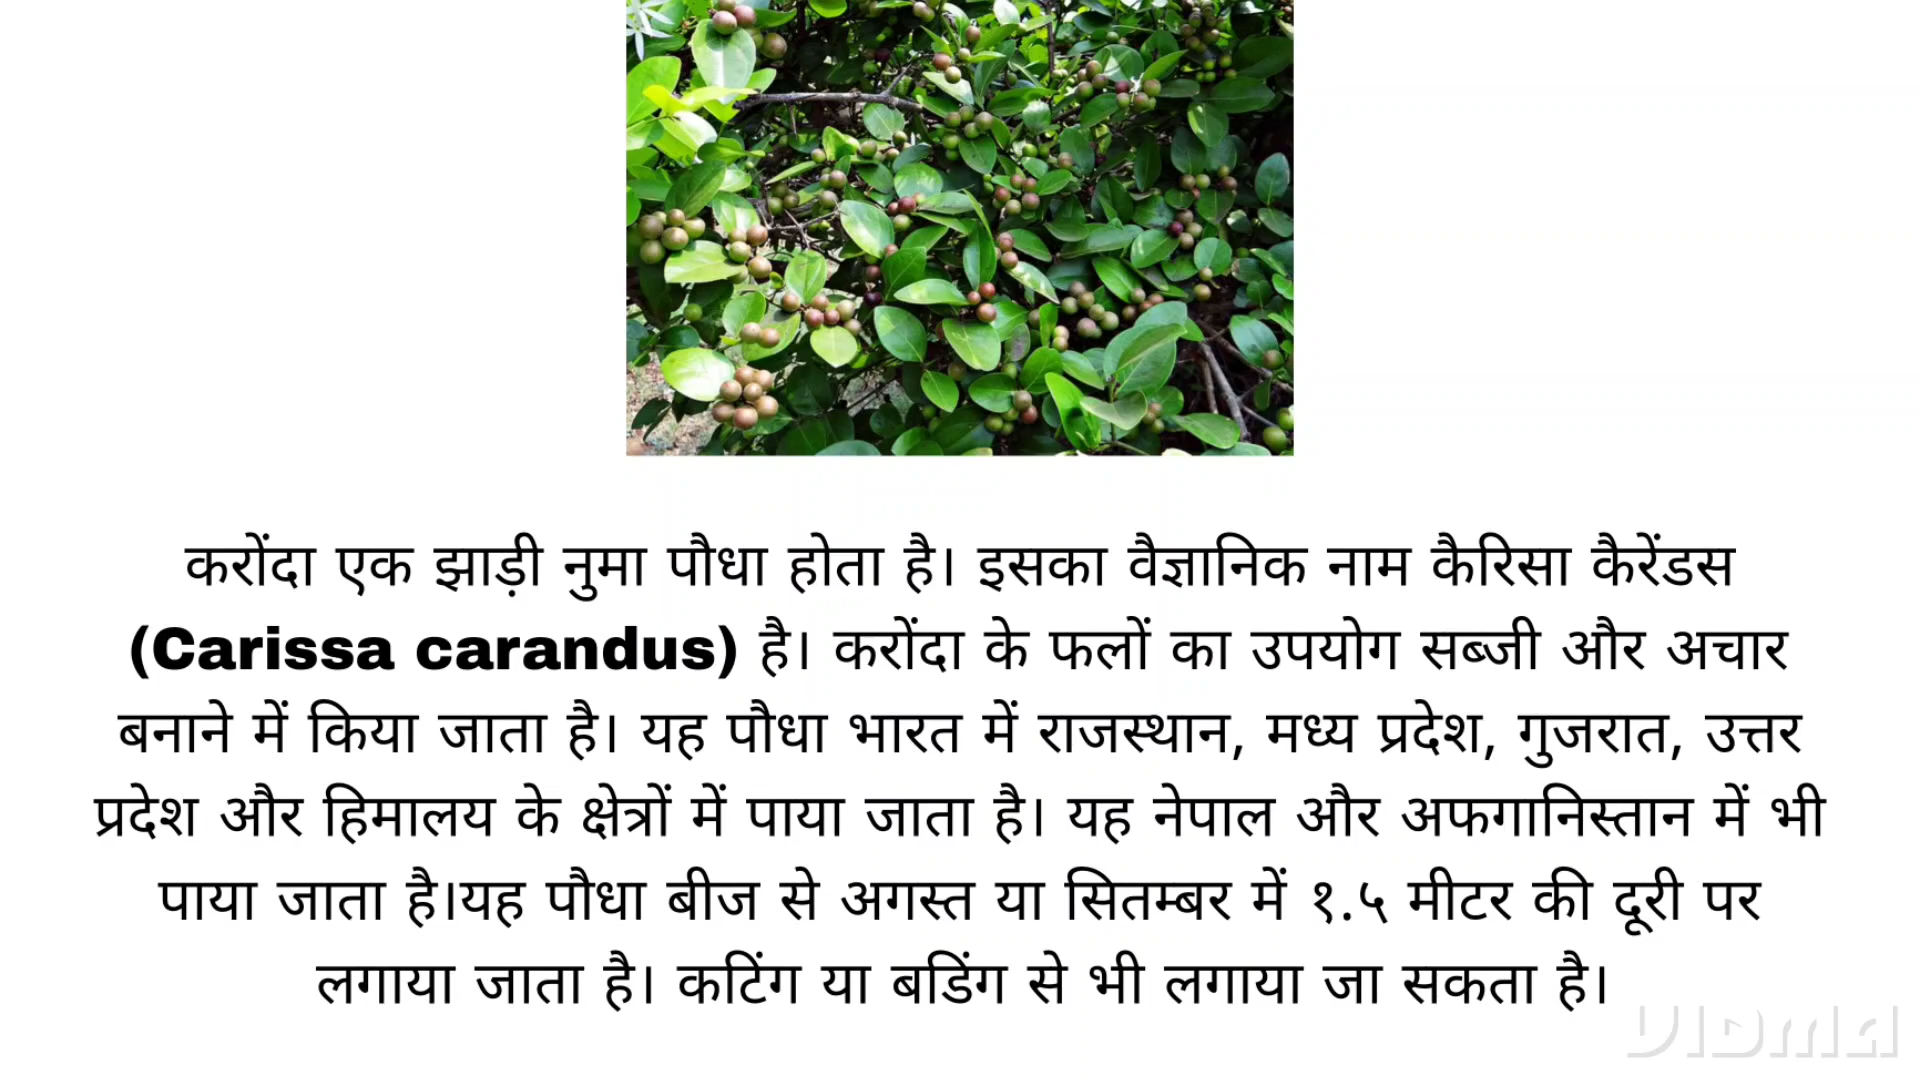 करोंदा एक झाड़ी नुमा पौधा होता है। इसका वैज्ञानिक नाम कैरिसा कैरेंडस
(Carissa carandus) है। करोंदा के फलों का उपयोग सब्जी और अचार
बनाने में किया जाता है। यह पौधा भारत में राजस्थान, मध्य प्रदेश, गुजरात, उत्तर
प्रदेश और हिमालय के क्षेत्रों में पाया जाता है। यह नेपाल और अफगानिस्तान में भी
पाया जाता है।यह पौधा बीज से अगस्त या सितम्बर में १.५ मीटर की दूरी पर
लगाया जाता है। कटिंग या बडिंग से भी लगाया जा सकता है।
VIDMA